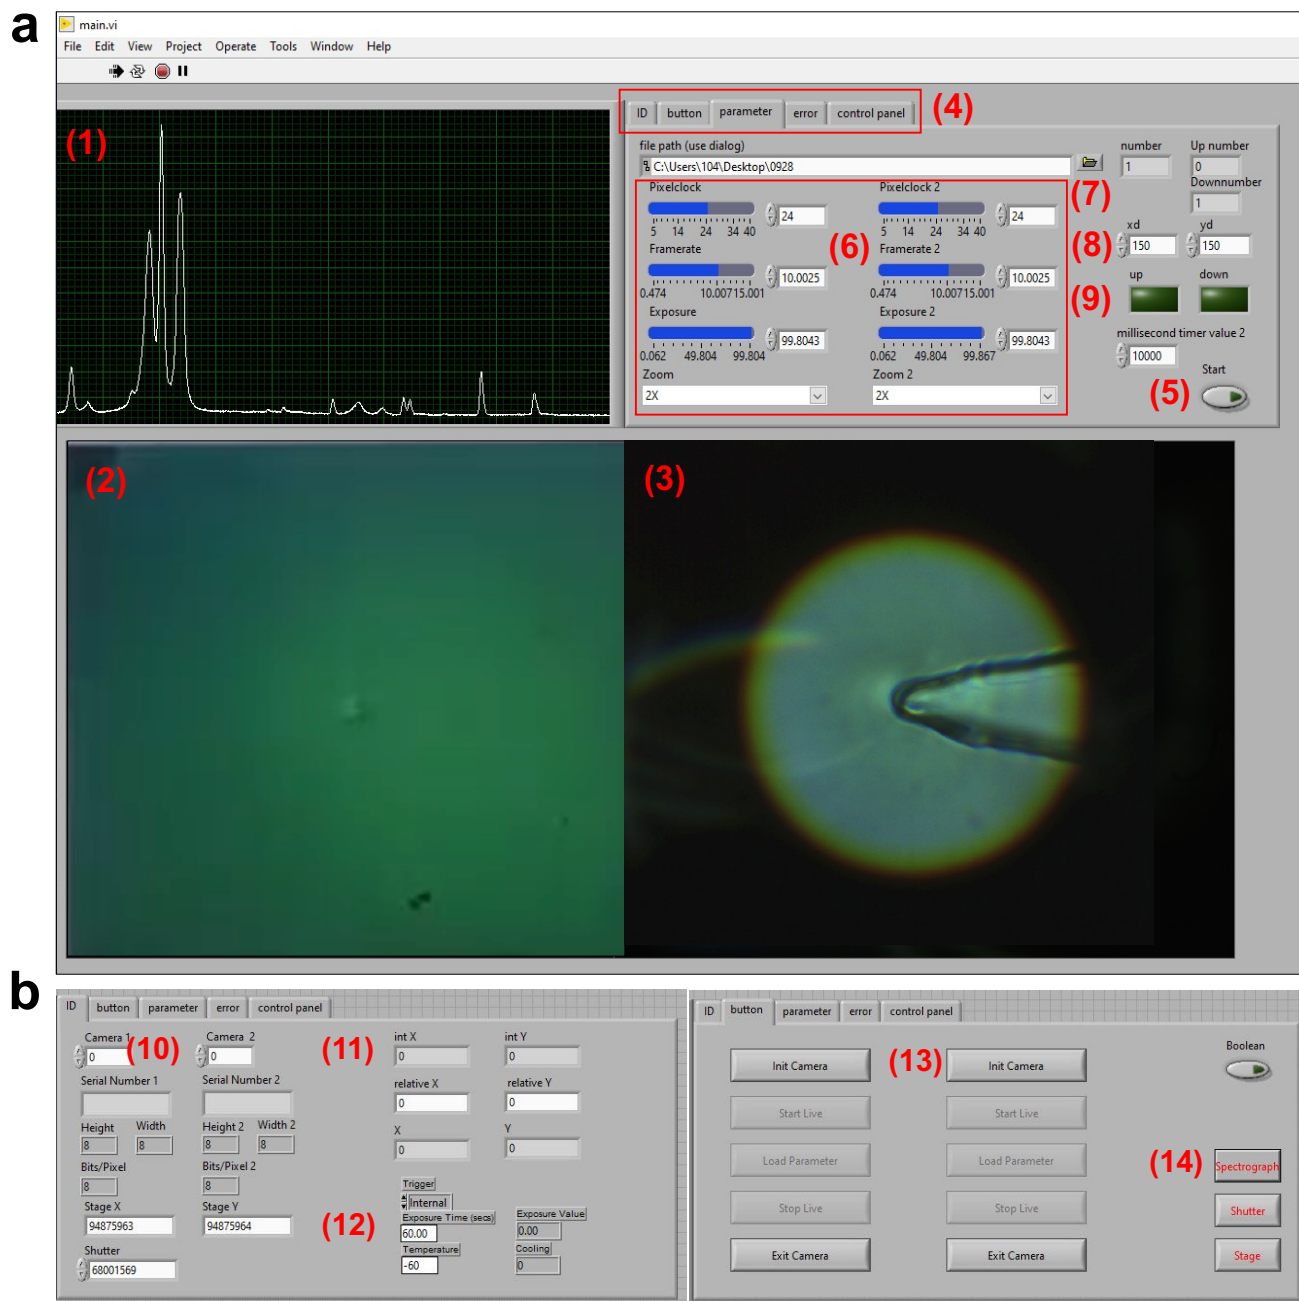 a
main.vi
File Edit View Project Operate Tools Window Help
(1)
ID button parameter error control panel (4)
file path (use dialog) number Up number
C:\Users\104\Desktop\0928 1 0
Pixelclock Pixelclock 2 (7) Downnumber
24 24 1
5 14 24 34 40 5 14 24 34 40
xd yd
Framerate (6) Framerate 2 (8) 150 150
10.0025 10.0025 up down
0.474 10.00715.001 0.474 10.00715.001 (9)
Exposure Exposure 2
99.8043 99.8043 millisecond timer value 2
0.062 49.804 99.804 0.062 49.804 99.867 10000
Zoom Zoom 2 Start
2X 2X (5)
(2) (3)
b
ID button parameter error control panel
Camera 1 (10) Camera 2 (11) int X int Y
0 0 0 0
Serial Number 1 Serial Number 2 relative X relative Y
0 0
Height Width Height 2 Width 2 X Y
8 8 8 8 0 0
Bits/Pixel Bits/Pixel 2
8 8 Trigger
Internal
Stage X Stage Y (12) Exposure Time (secs) Exposure Value
94875963 94875964 60.00 0.00
Shutter Temperature Cooling
68001569 -60 0
ID button parameter error control panel
Boolean
Init Camera (13) Init Camera
Start Live Start Live
Load Parameter Load Parameter (14) Spectrograph
Stop Live Stop Live Shutter
Exit Camera Exit Camera Stage